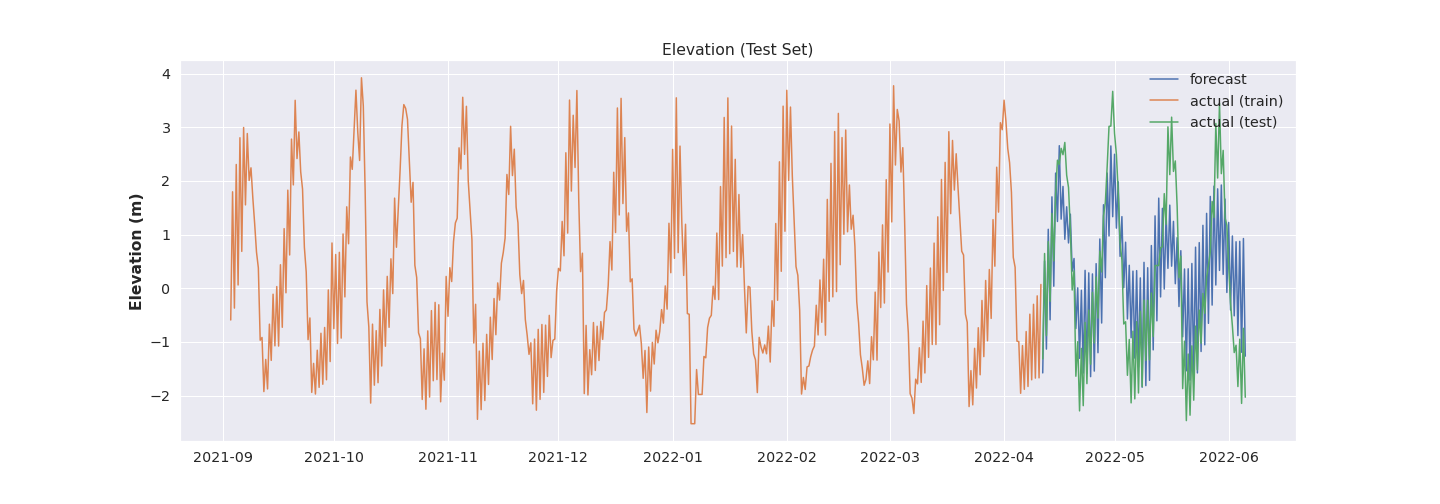 Elevation (Test Set)
forecast
actual (train)
actual (test)
Elevation (m)
4
3
2
1
0
−1
−2
2021-09 2021-10 2021-11 2021-12 2022-01 2022-02 2022-03 2022-04 2022-05 2022-06